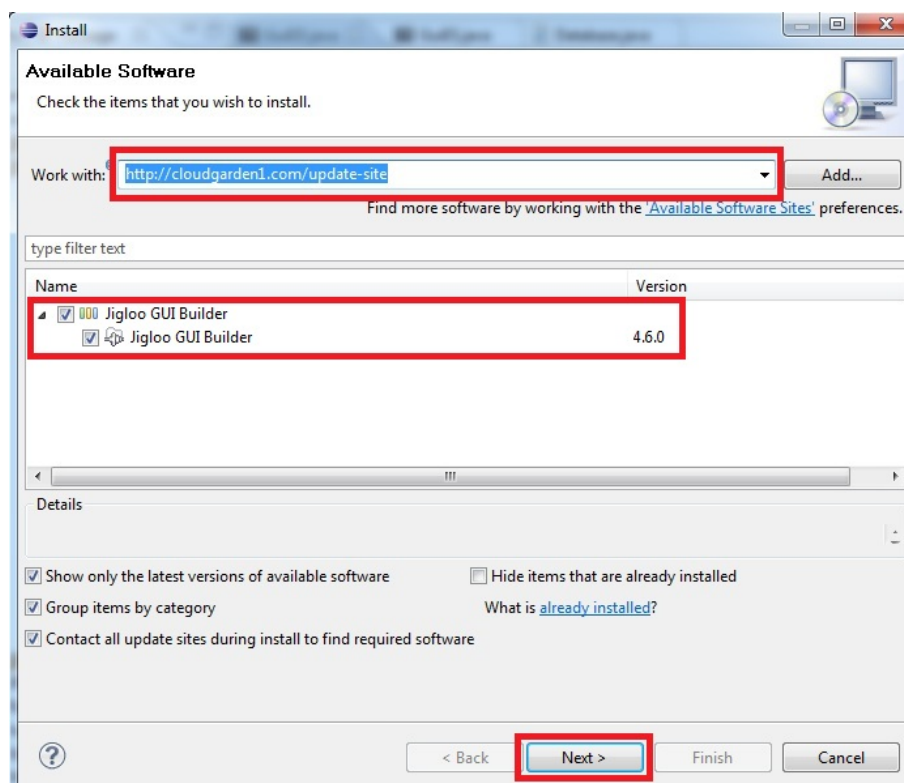 Install
Available Software
Check the items that you wish to install.
Work with: http://cloudgarden1.com/update-site Add...
Find more software by working with the 'Available Software Sites' preferences.
type filter text
Name Version
Jigloo GUI Builder
Jigloo GUI Builder 4.6.0
Details
Show only the latest versions of available software Hide items that are already installed
Group items by category What is already installed?
Contact all update sites during install to find required software
< Back Next > Finish Cancel